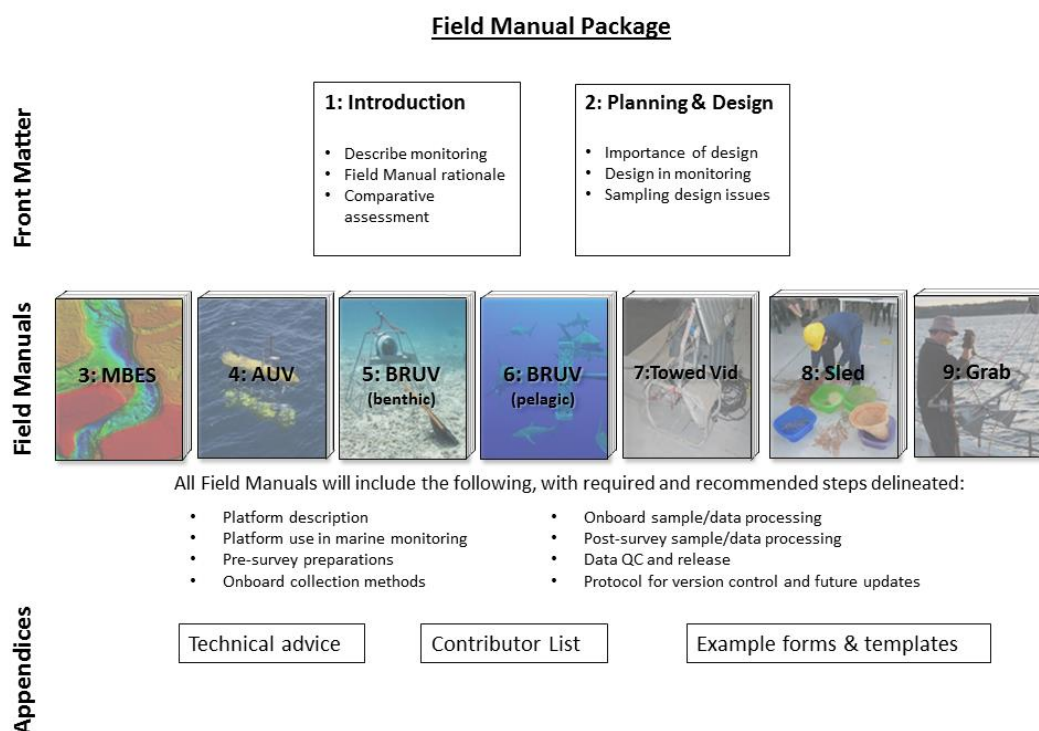 Field Manual Package
Front Matter
1: Introduction
• Describe monitoring
• Field Manual rationale
• Comparative
assessment
2: Planning & Design
• Importance of design
• Design in monitoring
• Sampling design issues
Field Manuals
3: MBES
4: AUV
5: BRUV
(benthic)
6: BRUV
(pelagic)
7:Towed Vid
8: Sled
9: Grab
All Field Manuals will include the following, with required and recommended steps delineated:
• Platform description
• Platform use in marine monitoring
• Pre-survey preparations
• Onboard collection methods
• Onboard sample/data processing
• Post-survey sample/data processing
• Data QC and release
• Protocol for version control and future updates
Appendices
Technical advice
Contributor List
Example forms & templates